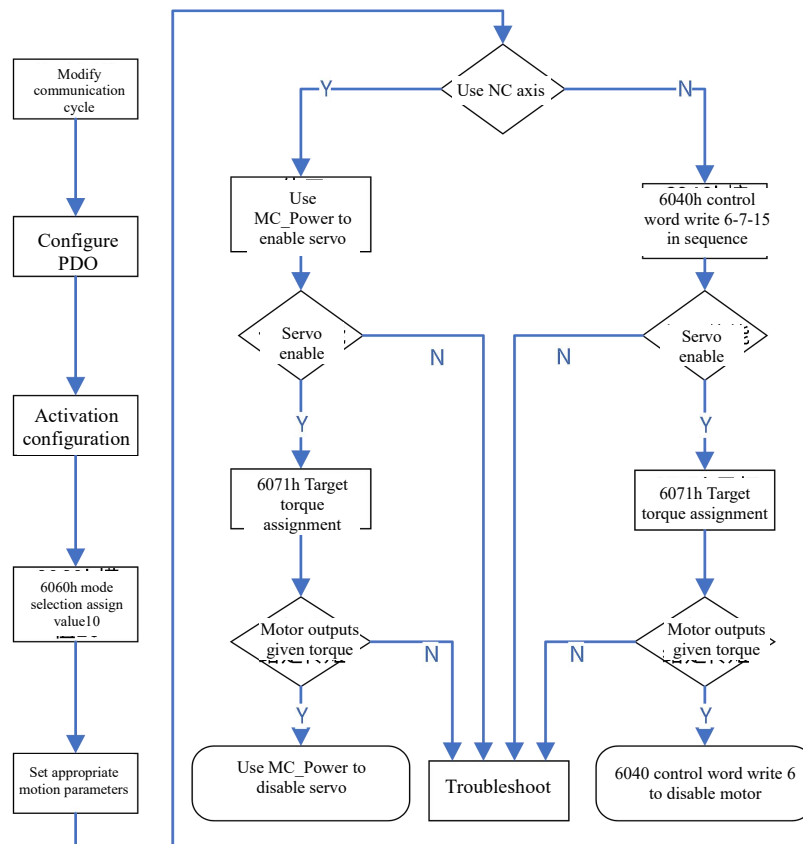 Modify
communication
cycle
Configure
PDO
Activation
configuration
6060h mode
selection assign
value10
Set appropriate
motion parameters
Use NC axis
Y
N
Use
MC_Power to
enable servo
Servo
enable
N
Y
6071h Target
torque
assignment
Motor outputs
given torque
N
Y
Use MC_Power to
disable servo
6040h control
word write 6-7-15
in sequence
Servo
enable
N
Y
6071h Target
torque assignment
Motor outputs
given torque
N
Y
6040 control word write 6
to disable motor
Troubleshoot